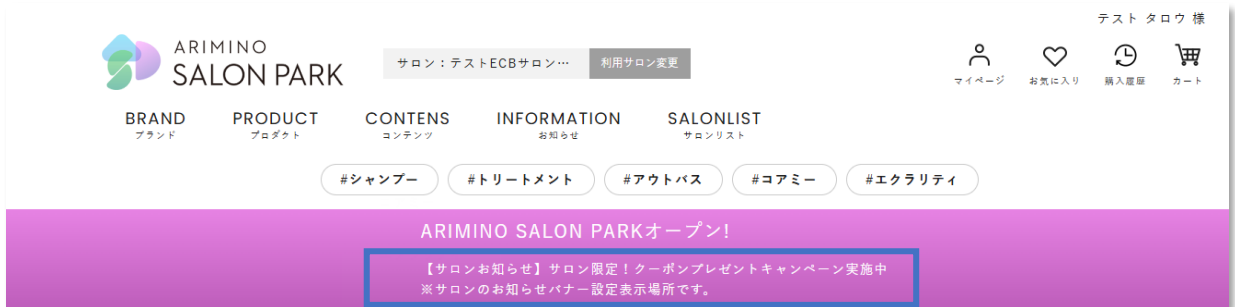 テスト タロウ 様
ARIMINO
SALON PARK
サロン：テストECBサロン…
利用サロン変更
マイページ
お気に入り
購入履歴
カート
BRAND
ブランド
PRODUCT
プロダクト
CONTENS
コンテンツ
INFORMATION
お知らせ
SALONLIST
サロンリスト
#シャンプー
#トリートメント
#アウトバス
#コアミー
#エクラリティ
ARIMINO SALON PARKオープン!
【サロンお知らせ】サロン限定！クーポンプレゼントキャンペーン実施中
※サロンのお知らせバナー設定表示場所です。